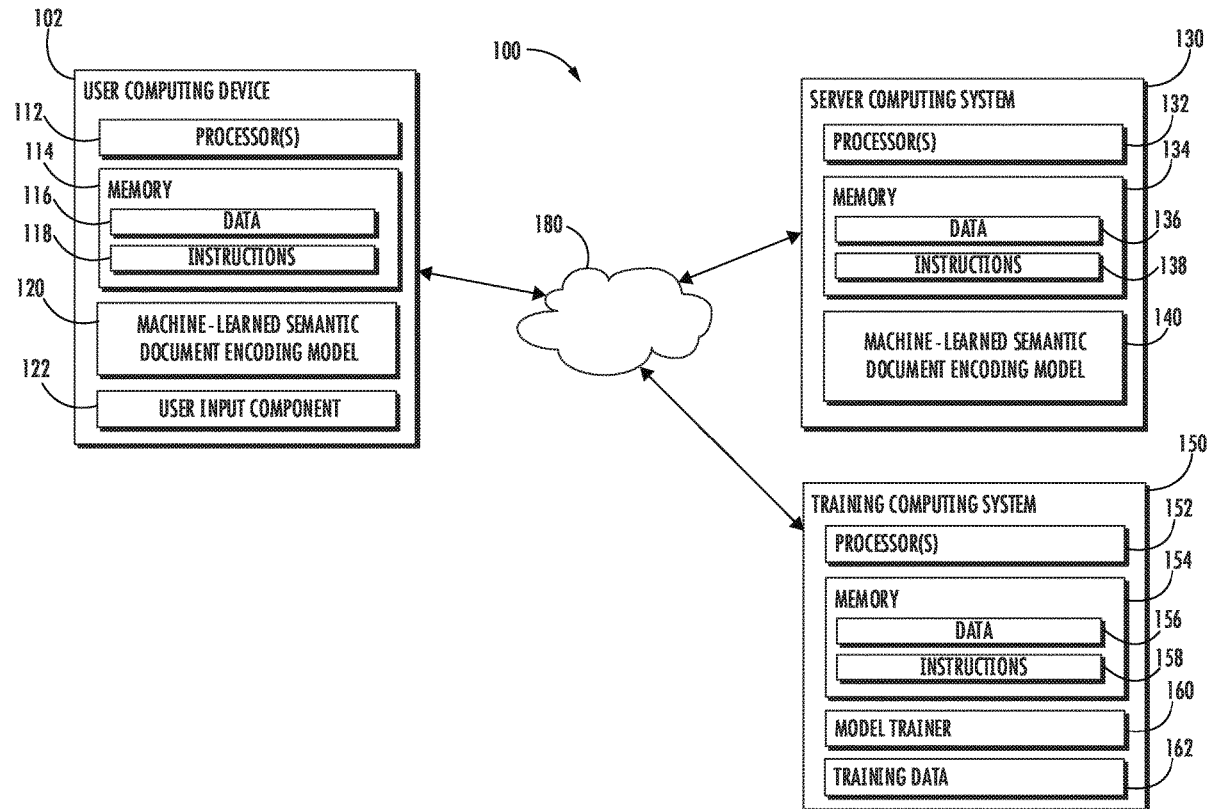 102
USER COMPUTING DEVICE
112
PROCESSOR(S)
114
MEMORY
116
DATA
118
INSTRUCTIONS
120
MACHINE-LEARNED SEMANTIC
DOCUMENT ENCODING MODEL
122
USER INPUT COMPONENT
100
180
130
SERVER COMPUTING SYSTEM
132
PROCESSOR(S)
134
MEMORY
DATA
136
INSTRUCTIONS
138
140
MACHINE-LEARNED SEMANTIC
DOCUMENT ENCODING MODEL
150
TRAINING COMPUTING SYSTEM
152
PROCESSOR(S)
154
MEMORY
DATA
156
INSTRUCTIONS
158
160
MODEL TRAINER
162
TRAINING DATA